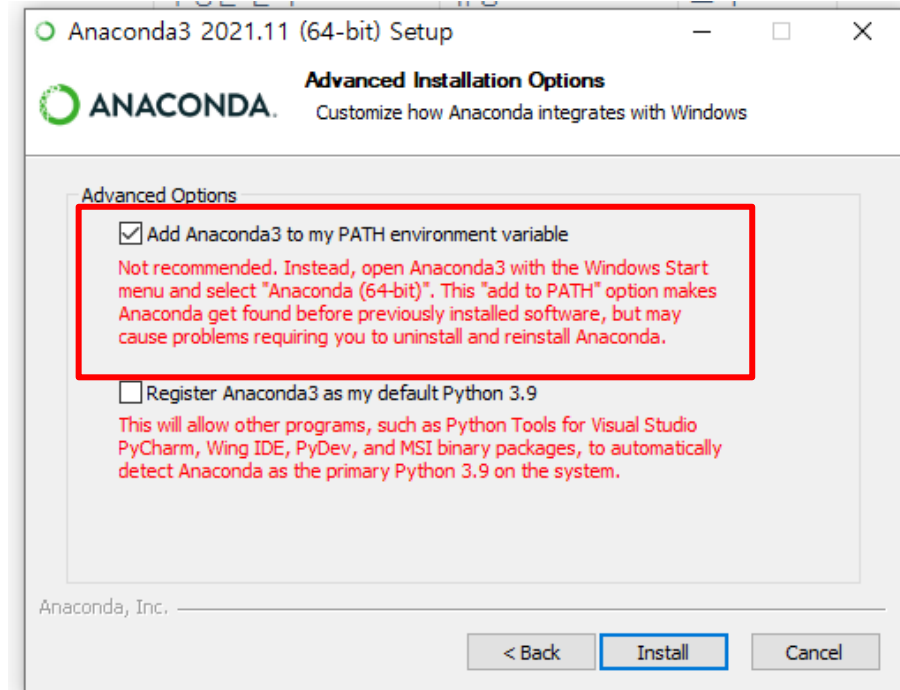 Anaconda3 2021.11 (64-bit) Setup
ANACONDA.
Advanced Installation Options
Customize how Anaconda integrates with Windows
Advanced Options
Add Anaconda3 to my PATH environment variable
Not recommended. Instead, open Anaconda3 with the Windows Start
menu and select "Anaconda (64-bit)". This "add to PATH" option makes
Anaconda get found before previously installed software, but may
cause problems requiring you to uninstall and reinstall Anaconda.
Register Anaconda3 as my default Python 3.9
This will allow other programs, such as Python Tools for Visual Studio
PyCharm, Wing IDE, PyDev, and MSI binary packages, to automatically
detect Anaconda as the primary Python 3.9 on the system.
Anaconda, Inc.
< Back Install Cancel